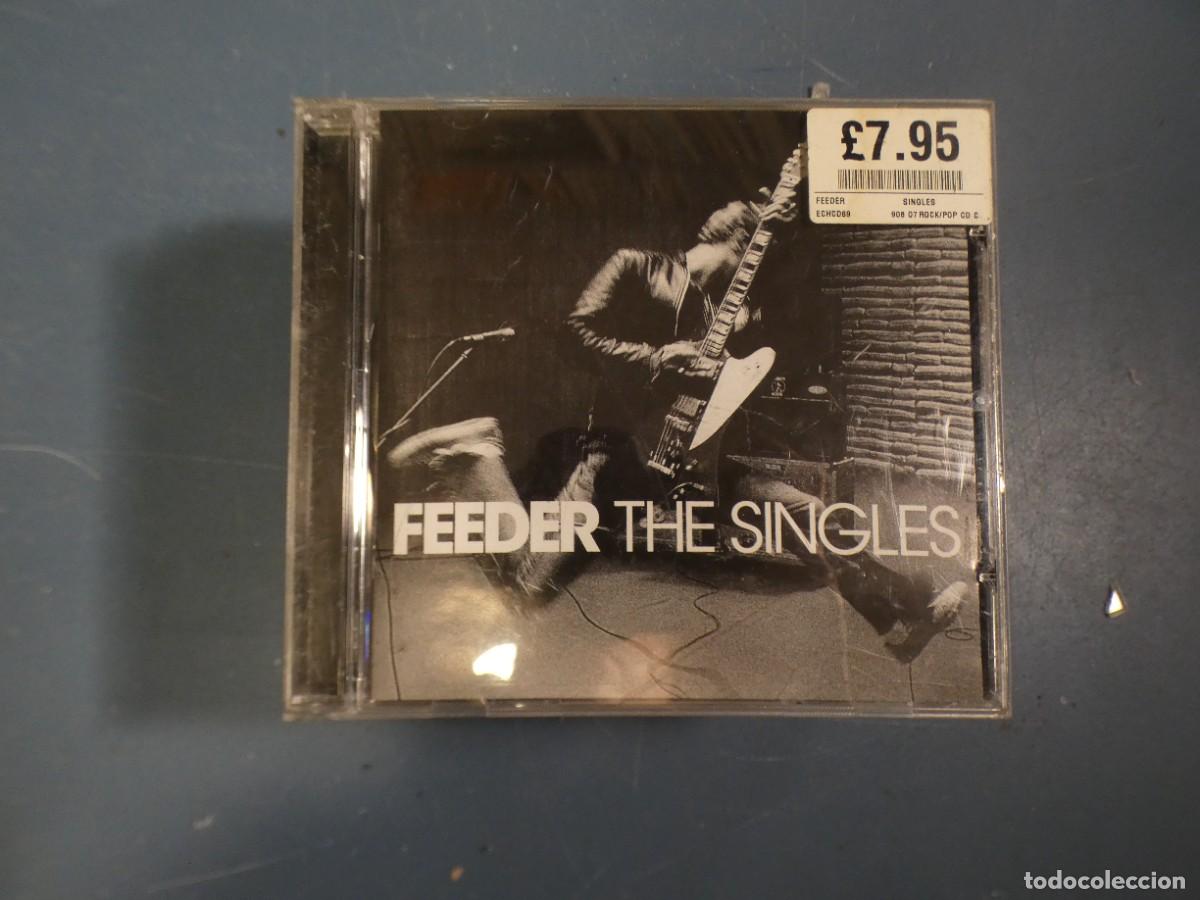 £7.95
FEEDER SINGLES
ECHCD69 908 07 ROCK/POP CD C
FEEDER THE SINGLES
todocoleccion